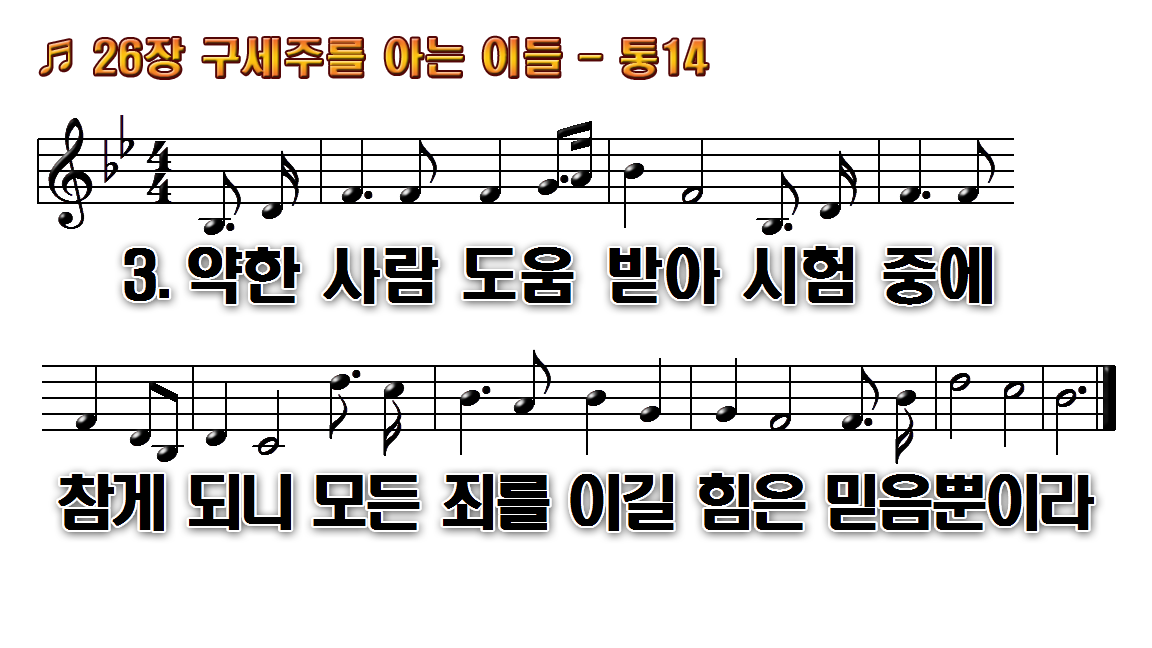 ♬ 26장 구세주를 아는 이들 - 통14
3. 약한 사람 도움 받아 시험 중에
참게 되니 모든 죄를 이길 힘은 믿음뿐이라